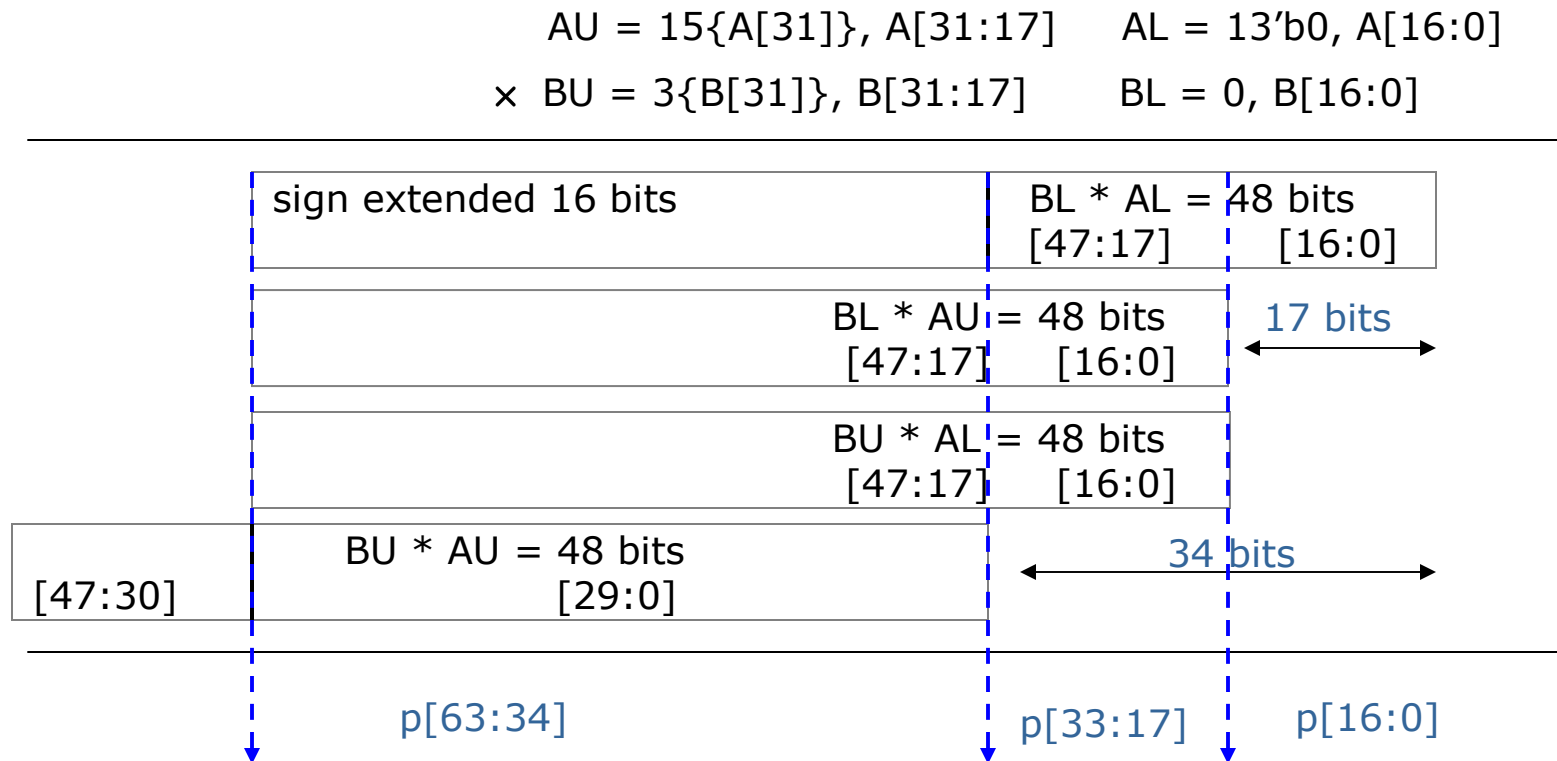 AU = 15{A[31]}, A[31:17] AL = 13’b0, A[16:0]
× BU = 3{B[31]}, B[31:17] BL = 0, B[16:0]
sign extended 16 bits BL * AL = 48 bits
[47:17] [16:0]
BL * AU = 48 bits 17 bits
[47:17] [16:0]
BU * AL = 48 bits
[47:17] [16:0]
BU * AU = 48 bits 34 bits
[47:30] [29:0]
p[63:34] p[33:17] p[16:0]